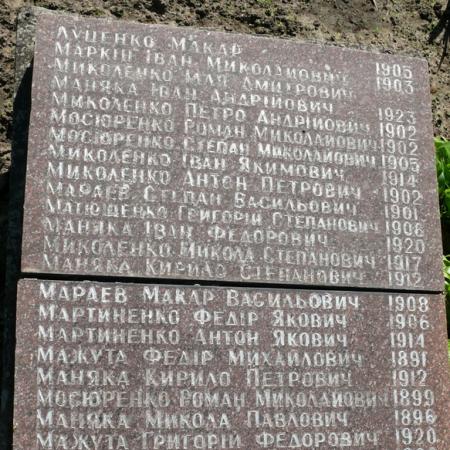 Луценко Макар 1905
Маркін Іван Миколайович 1903
Миколенко Мая Дмитрович
Маняка Іван Андрійович 1923
Миколенко Петро Андрійович 1902
Мосюренко Роман Миколайович 1902
Мосюренко Степан Миколайович 1905
Миколенко Іван Якимович 1914
Миколенко Антон Петрович 1902
Мараев Степан Васильович 1901
Матюшенко Григорій Степанович 1908
Маняка Іван Федорович 1920
Миколенко Микола Степанович 1917
Маняка Кирило Степанович 1912
Мараев Макар Васильович 1908
Мартиненко Федір Якович 1906
Мартиненко Антон Якович 1914
Мажута Федір Михайлович 1891
Маняка Кирило Петрович 1912
Мосюренко Роман Миколайович 1899
Маняка Микола Павлович 1896
Мажута Григорій Федорович 1920